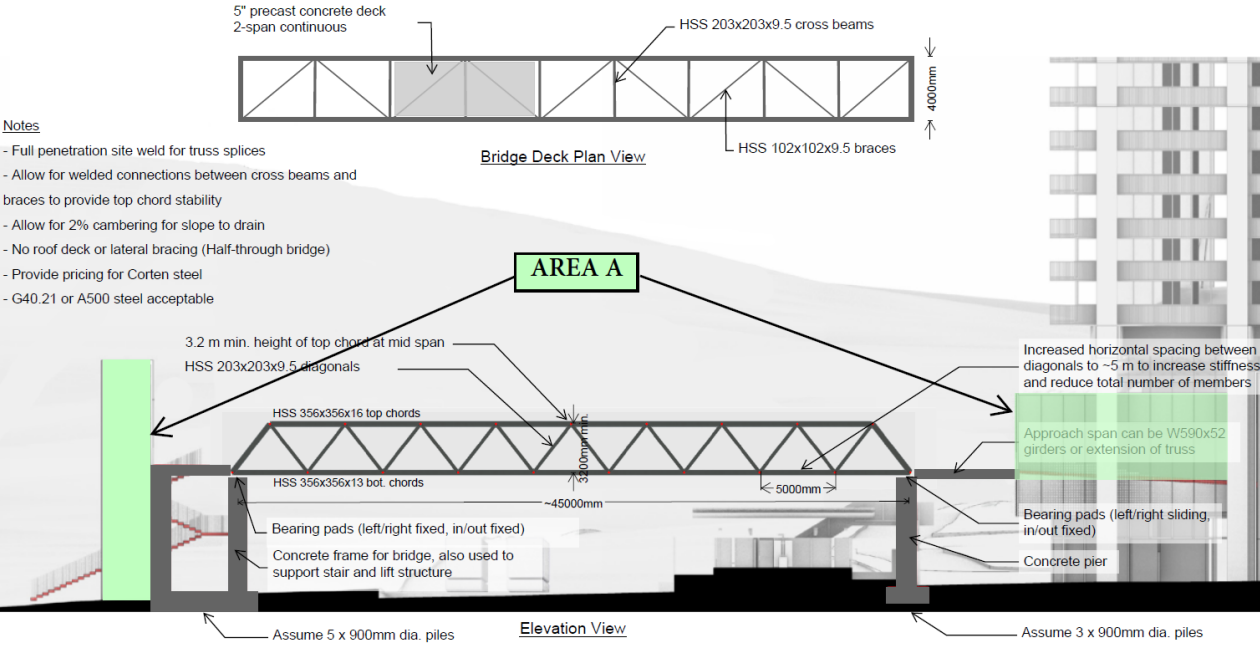 5" precast concrete deck
2-span continuous
HSS 203x203x9.5 cross beams
4000mm
HSS 102x102x9.5 braces
Bridge Deck Plan View
Notes
- Full penetration site weld for truss splices
- Allow for welded connections between cross beams and
braces to provide top chord stability
- Allow for 2% cambering for slope to drain
- No roof deck or lateral bracing (Half-through bridge)
- Provide pricing for Corten steel
- G40.21 or A500 steel acceptable
AREA A
3.2 m min. height of top chord at mid span
HSS 203x203x9.5 diagonals
Increased horizontal spacing between
diagonals to ~5 m to increase stiffness
and reduce total number of members
HSS 356x356x16 top chords
3200mm min.
Approach span can be W590x52
girders or extension of truss
HSS 356x356x13 bot. chords
5000mm
~45000mm
Bearing pads (left/right fixed, in/out fixed)
Bearing pads (left/right sliding,
in/out fixed)
Concrete frame for bridge, also used to
support stair and lift structure
Concrete pier
Assume 5 x 900mm dia. piles
Elevation View
Assume 3 x 900mm dia. piles